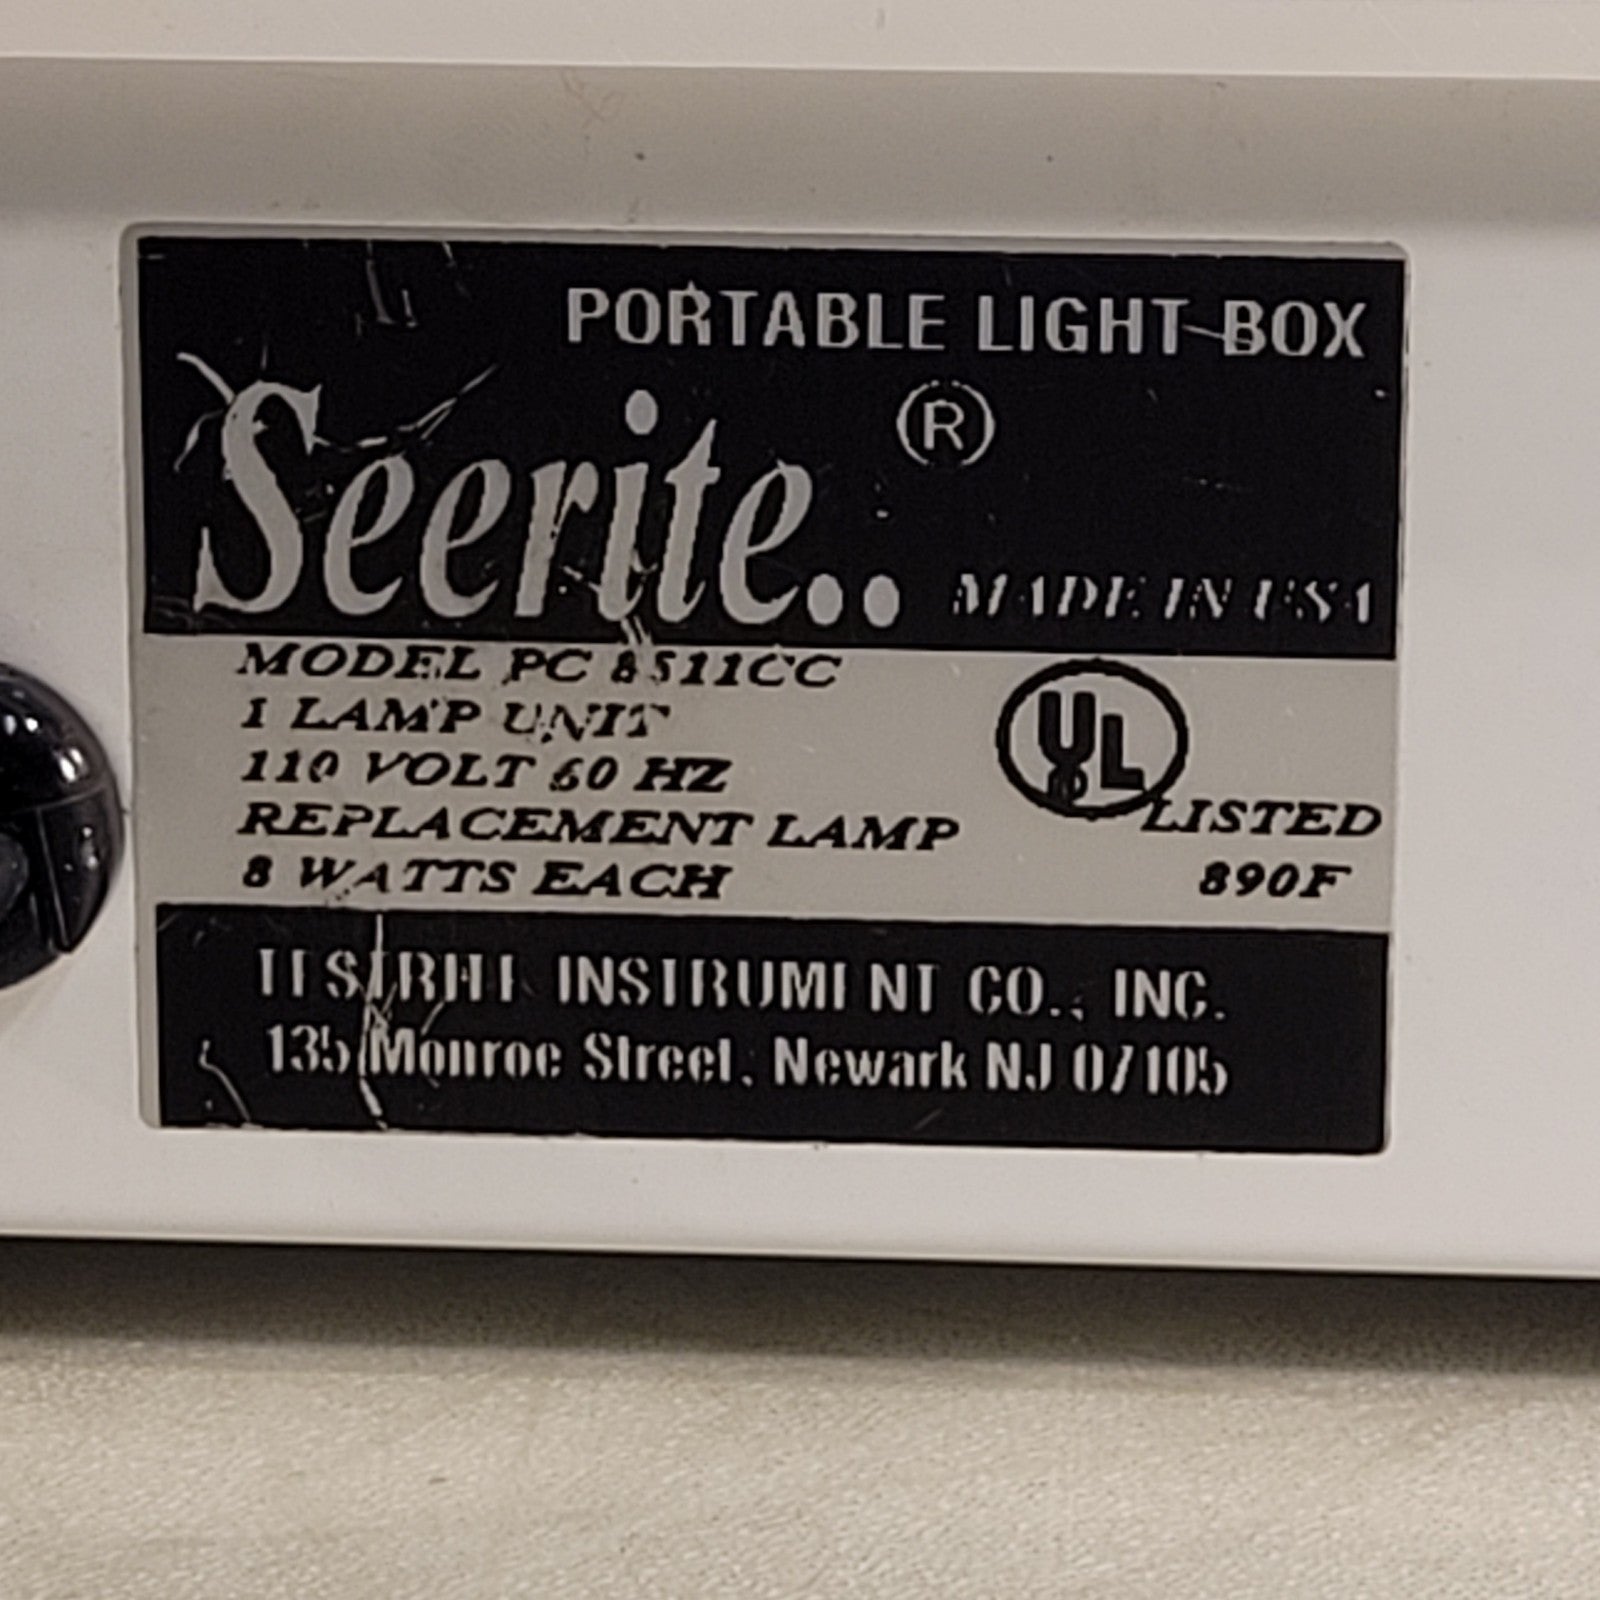 PORTABLE LIGHT BOX
Seerite.. ®
MADE IN USA
MODEL PC 8511CC
1 LAMP UNIT
110 VOLT 60 HZ
REPLACEMENT LAMP
8 WATTS EACH
UL LISTED
890F
TESTRITE INSTRUMENT CO., INC.
135 Monroe Street, Newark NJ 07105